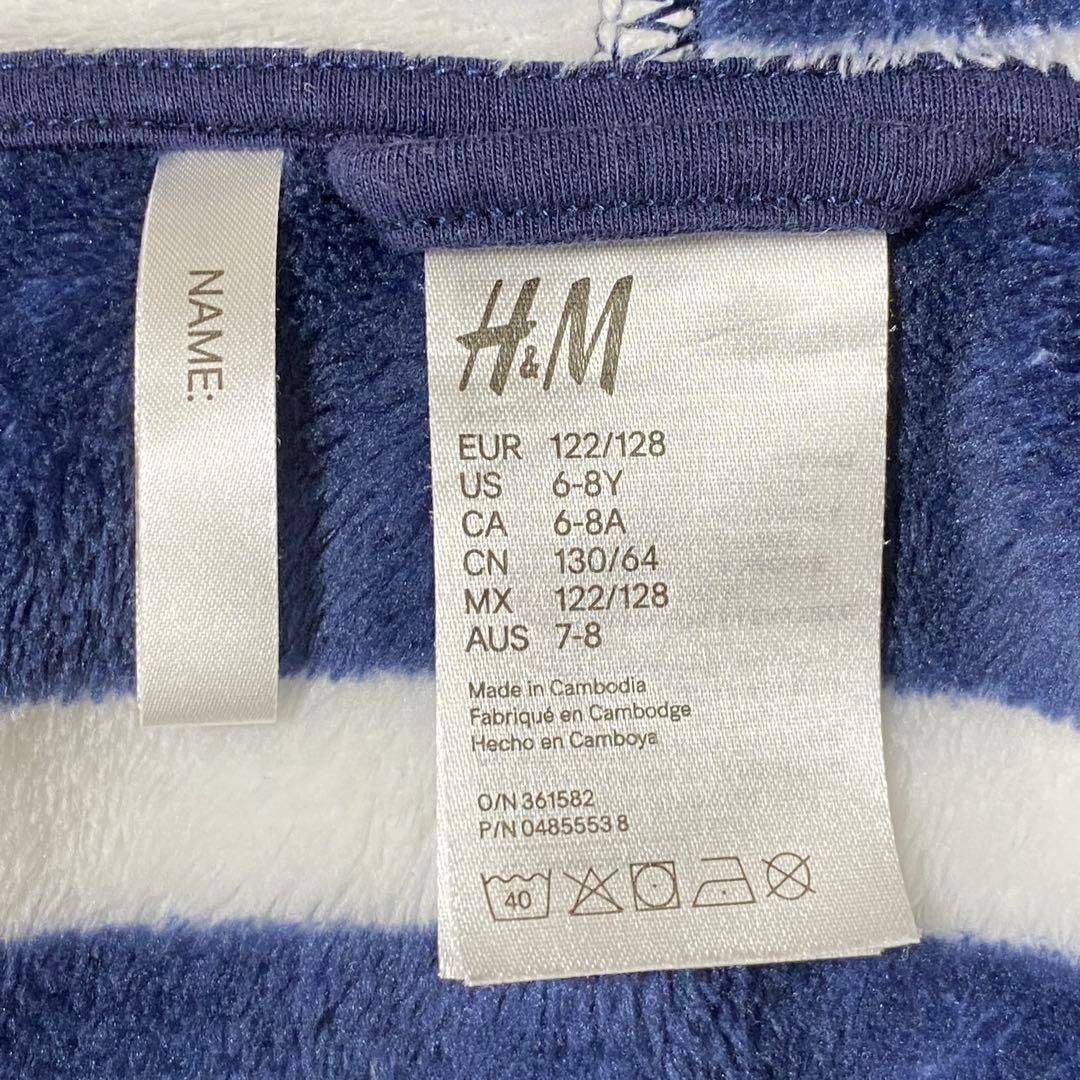 NAME:
H&M
EUR 122/128
US 6-8Y
CA 6-8A
CN 130/64
MX 122/128
AUS 7-8
Made in Cambodia
Fabriqué en Cambodge
Hecho en Camboya
O/N 361582
P/N 0485553 8
40